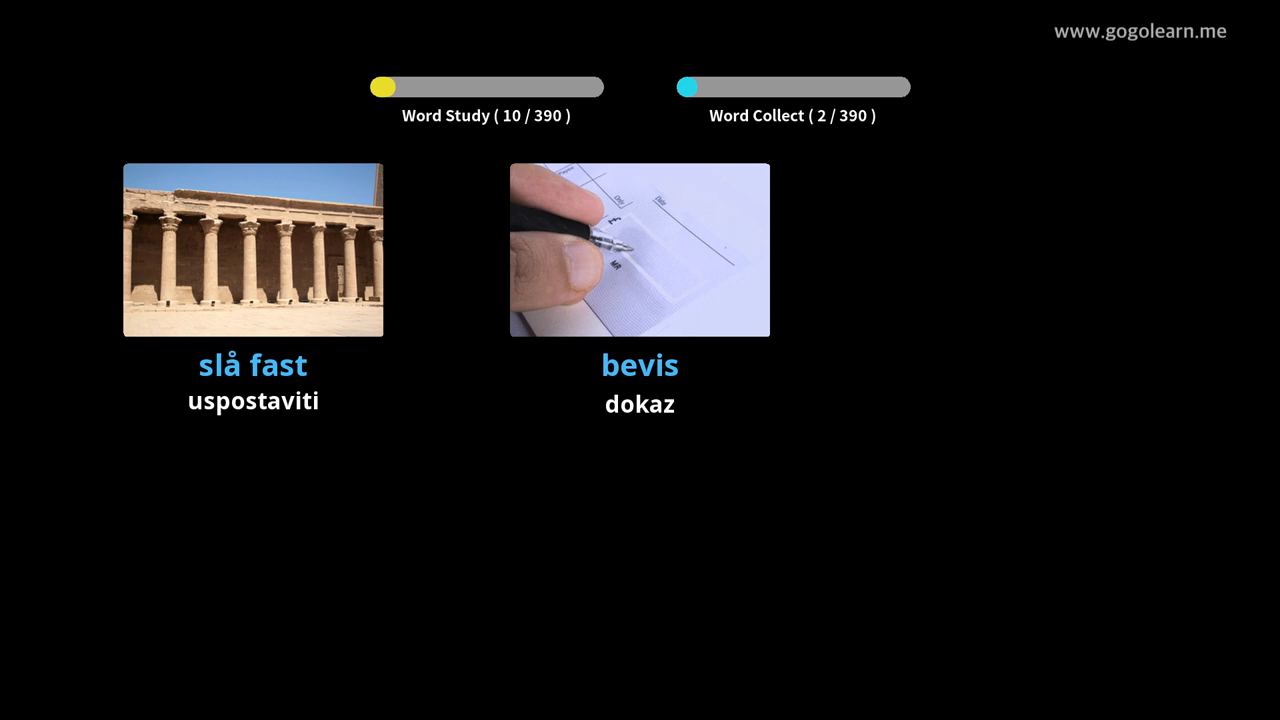 www.gogolearn.me
Word Study ( 10 / 390 )
Word Collect ( 2 / 390 )
slå fast
uspostaviti
bevis
dokaz